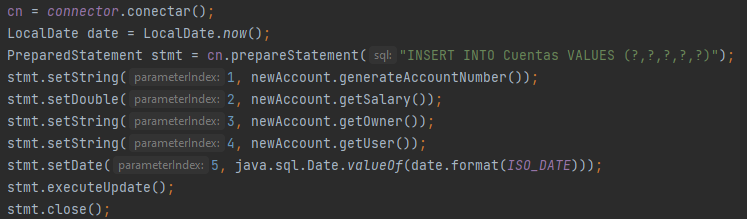 cn = connector.conectar();
LocalDate date = LocalDate.now();
PreparedStatement stmt = cn.prepareStatement( sql: "INSERT INTO Cuentas VALUES (?,?,?,?,?)");
stmt.setString( parameterIndex: 1, newAccount.generateAccountNumber());
stmt.setDouble( parameterIndex: 2, newAccount.getSalary());
stmt.setString( parameterIndex: 3, newAccount.getOwner());
stmt.setString( parameterIndex: 4, newAccount.getUser());
stmt.setDate( parameterIndex: 5, java.sql.Date.valueOf(date.format(ISO_DATE)));
stmt.executeUpdate();
stmt.close();